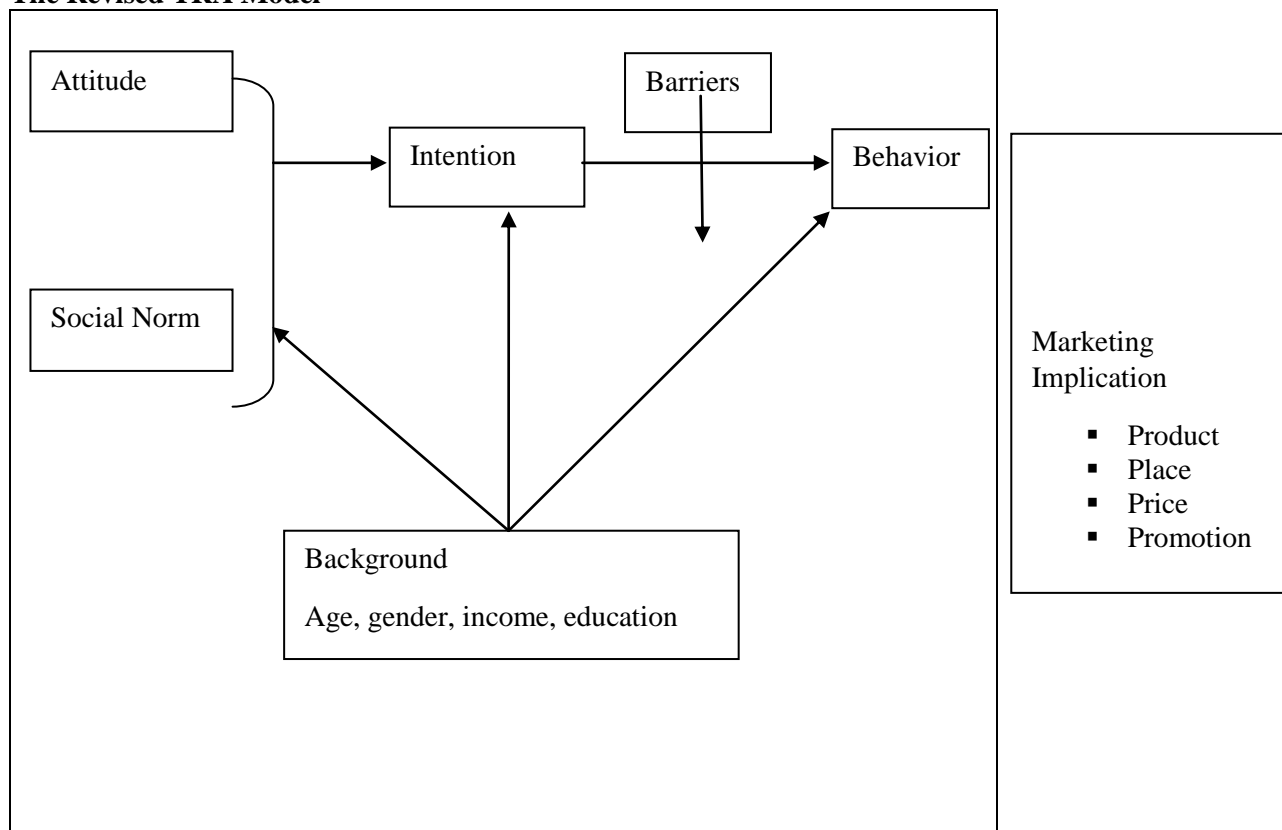 The Revised TRA Model
Attitude
Barriers
Intention
Behavior
Social Norm
Marketing
Implication
▪ Product
▪ Place
▪ Price
▪ Promotion
Background
Age, gender, income, education